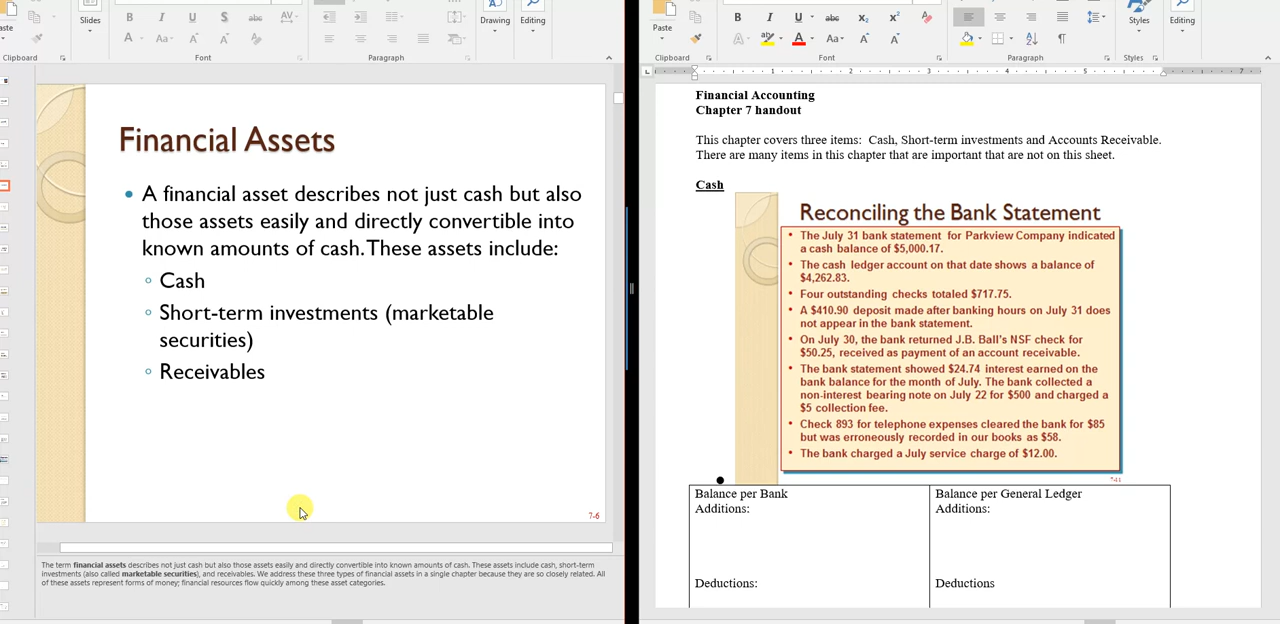 Slides
Drawing
Editing
Clipboard
Font
Paragraph
Financial Assets
• A financial asset describes not just cash but also
those assets easily and directly convertible into
known amounts of cash. These assets include:
◦ Cash
◦ Short-term investments (marketable
securities)
◦ Receivables
7-6
The term financial assets describes not just cash but also those assets easily and directly convertible into known amounts of cash. These assets include cash, short-term
investments (also called marketable securities), and receivables. We address these three types of financial assets in a single chapter because they are so closely related. All
of these assets represent forms of money; financial resources flow quickly among these asset categories.
Paste
Styles
Editing
Clipboard
Font
Paragraph
Styles
1 2 3 4 5 7
Financial Accounting
Chapter 7 handout
This chapter covers three items: Cash, Short-term investments and Accounts Receivable.
There are many items in this chapter that are important that are not on this sheet.
Cash
Reconciling the Bank Statement
• The July 31 bank statement for Parkview Company indicated
a cash balance of $5,000.17.
• The cash ledger account on that date shows a balance of
$4,262.83.
• Four outstanding checks totaled $717.75.
• A $410.90 deposit made after banking hours on July 31 does
not appear in the bank statement.
• On July 30, the bank returned J.B. Ball's NSF check for
$50.25, received as payment of an account receivable.
• The bank statement showed $24.74 interest earned on the
bank balance for the month of July. The bank collected a
non-interest bearing note on July 22 for $500 and charged a
$5 collection fee.
• Check 893 for telephone expenses cleared the bank for $85
but was erroneously recorded in our books as $58.
• The bank charged a July service charge of $12.00.
7-11
Balance per Bank
Additions:
Deductions:
Balance per General Ledger
Additions:
Deductions